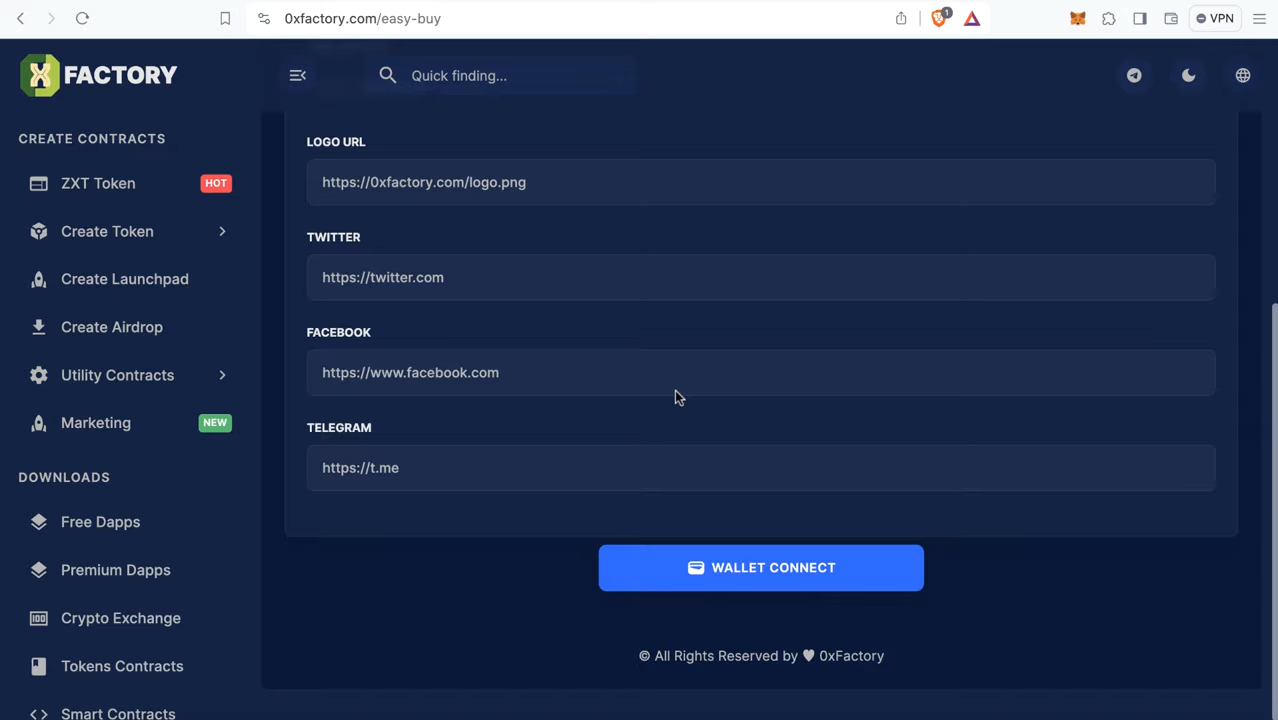 0xfactory.com/easy-buy
1
VPN
FACTORY
Quick finding...
CREATE CONTRACTS
ZXT Token
HOT
Create Token
Create Launchpad
Create Airdrop
Utility Contracts
Marketing
NEW
DOWNLOADS
Free Dapps
Premium Dapps
Crypto Exchange
Tokens Contracts
Smart Contracts
LOGO URL
https://0xfactory.com/logo.png
TWITTER
https://twitter.com
FACEBOOK
https://www.facebook.com
TELEGRAM
https://t.me
WALLET CONNECT
© All Rights Reserved by ♥ 0xFactory